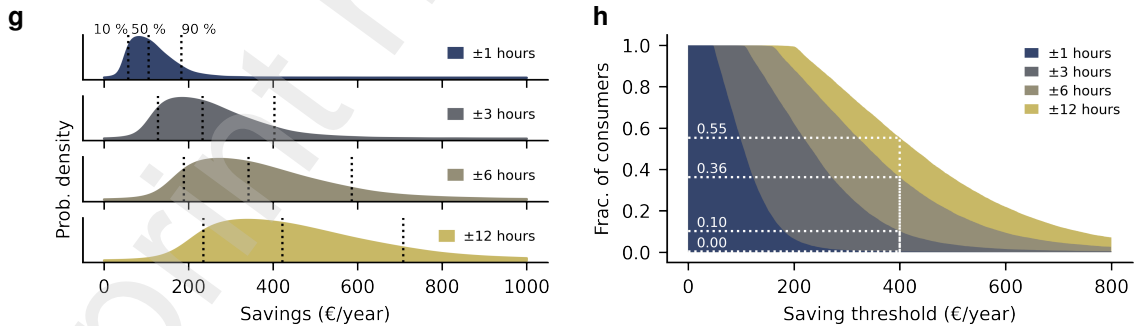 g
10 % 50 % 90 %
±1 hours
±3 hours
±6 hours
±12 hours
Prob. density
0 200 400 600 800 1000
Savings (€/year)
h
1.0
0.8
0.6
0.4
0.2
0.0
Frac. of consumers
±1 hours
±3 hours
±6 hours
±12 hours
0.55
0.36
0.10
0.00
0 200 400 600 800
Saving threshold (€/year)